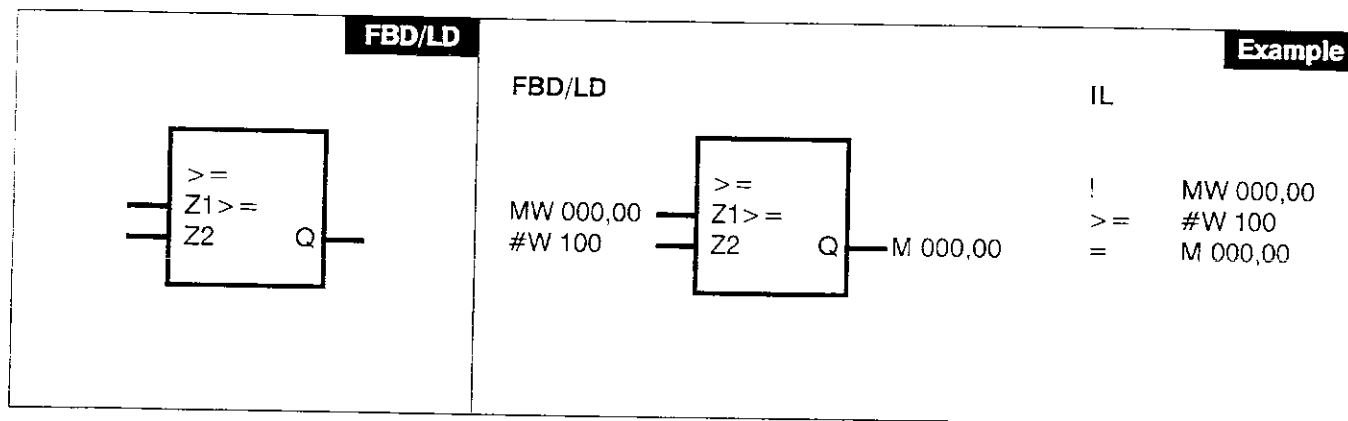 FBD/LD
>=
Z1>=
Z2 Q
Example
FBD/LD
MW 000,00
#W 100
>=
Z1>=
Z2 Q
M 000,00
IL
! MW 000,00
>= #W 100
= M 000,00